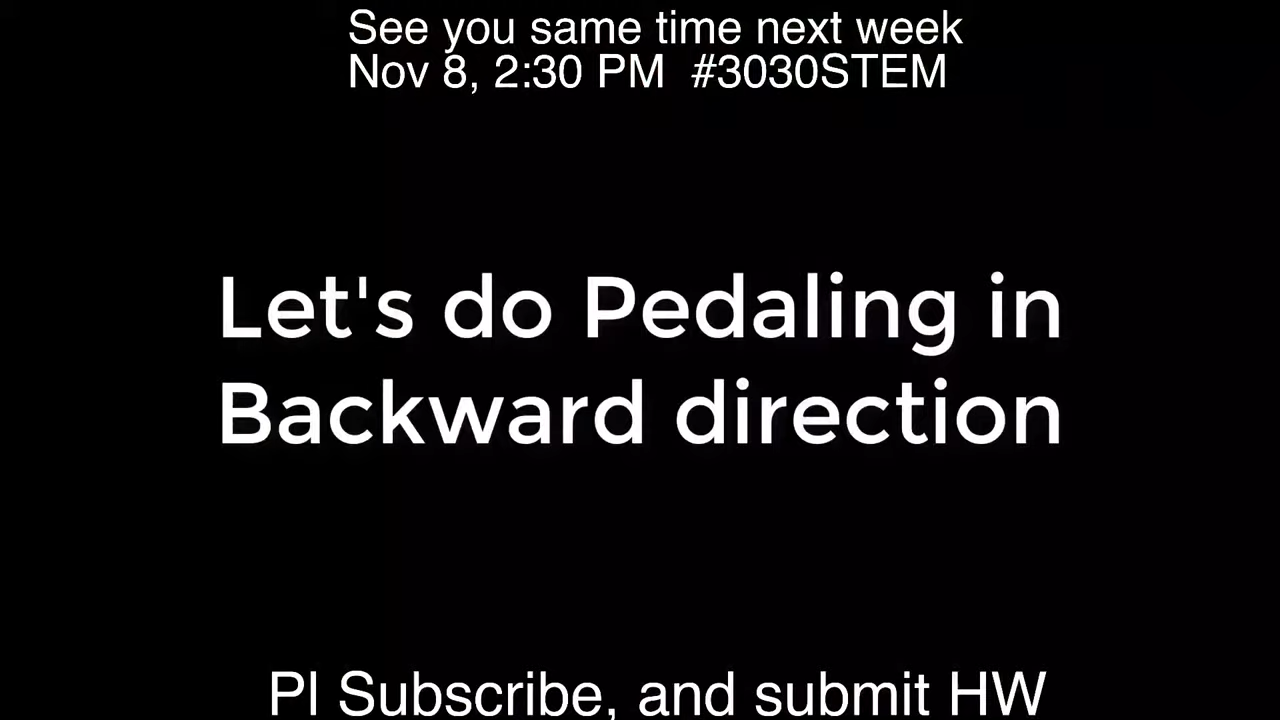 See you same time next week
Nov 8, 2:30 PM  #3030STEM
Let's do Pedaling in
Backward direction
Pl Subscribe, and submit HW